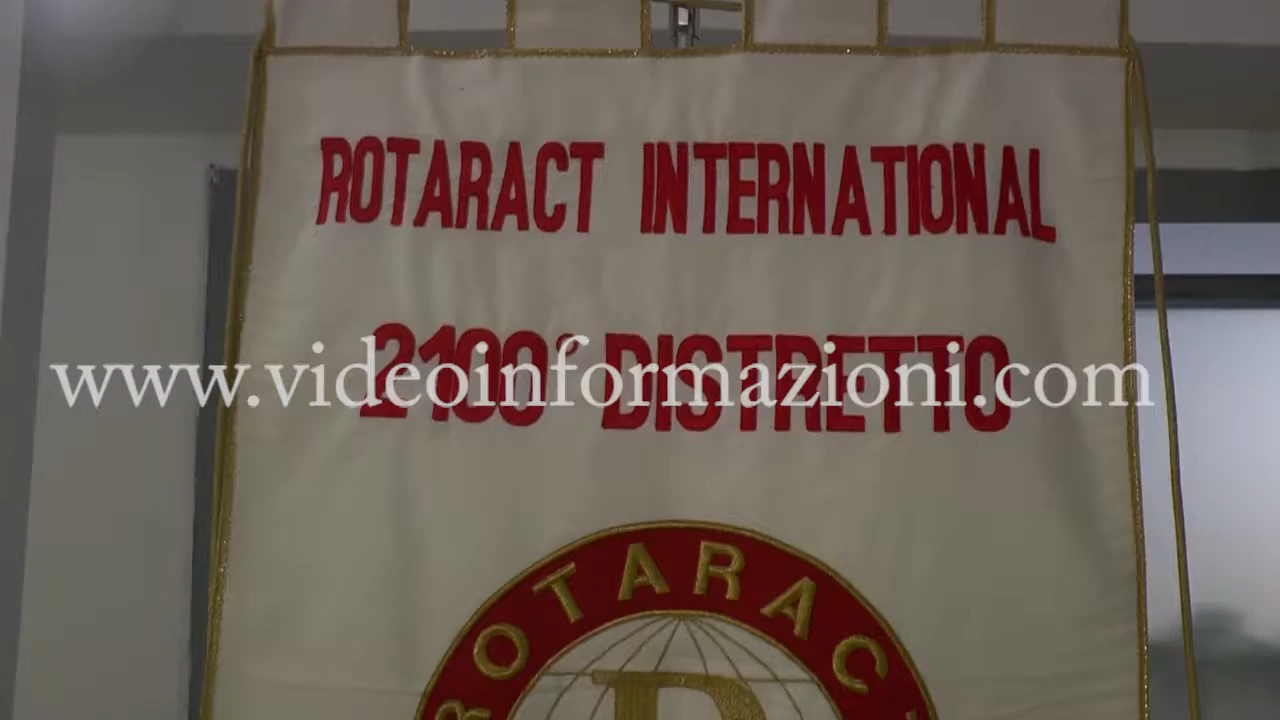 ROTARACT INTERNATIONAL
2100° DISTRETTO
www.videoinformazioni.com
ROTARACT